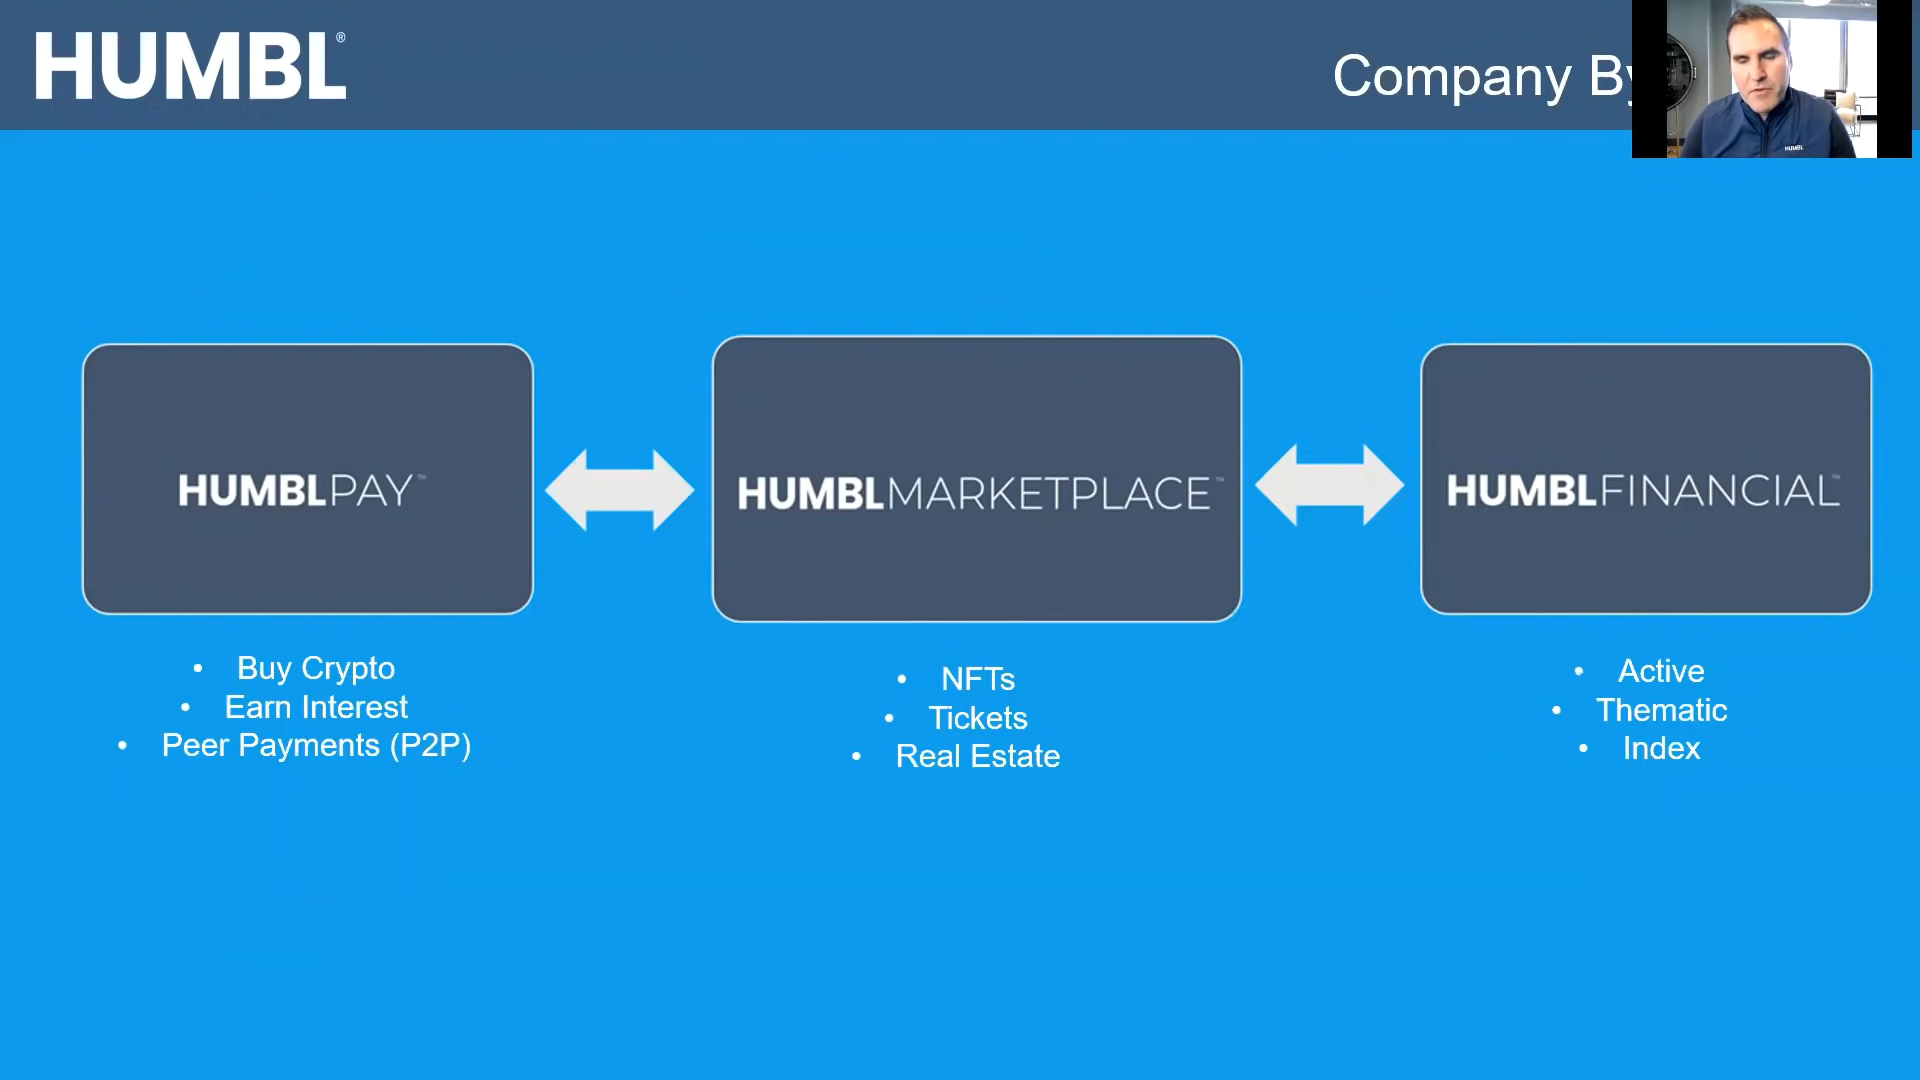 HUMBL®
Company By
HUMBLPAY™
HUMBLMARKETPLACE™
HUMBLFINANCIAL™
• Buy Crypto
• Earn Interest
• Peer Payments (P2P)
• NFTs
• Tickets
• Real Estate
• Active
• Thematic
• Index
HUMBL